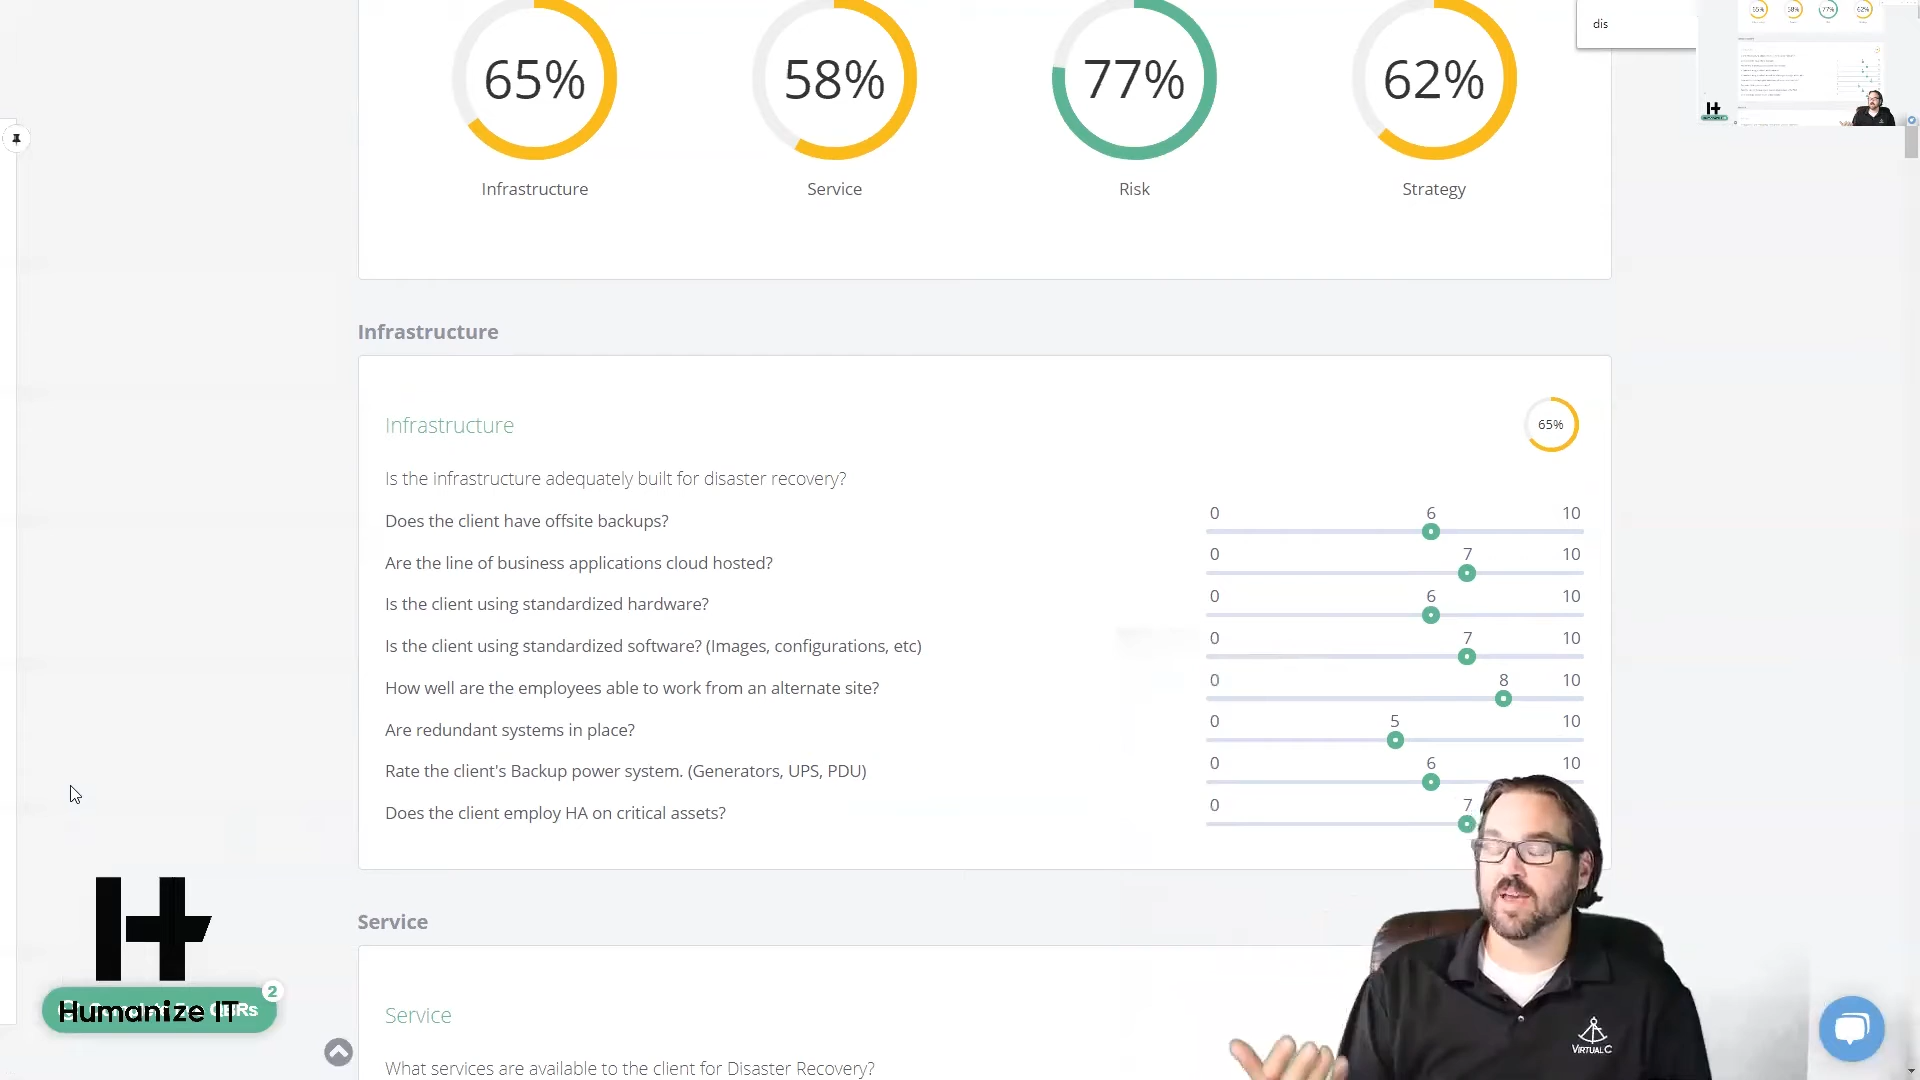 dis
65%
58%
77%
62%
Infrastructure
Service
Risk
Strategy
Infrastructure
Infrastructure
65%
Is the infrastructure adequately built for disaster recovery?
Does the client have offsite backups?
0 6 10
Are the line of business applications cloud hosted?
0 7 10
Is the client using standardized hardware?
0 6 10
Is the client using standardized software? (Images, configurations, etc)
0 7 10
How well are the employees able to work from an alternate site?
0 8 10
Are redundant systems in place?
0 5 10
Rate the client's Backup power system. (Generators, UPS, PDU)
0 6 10
Does the client employ HA on critical assets?
0 7
Service
Service
What services are available to the client for Disaster Recovery?
Humanize IT
2
VIRTUAL C